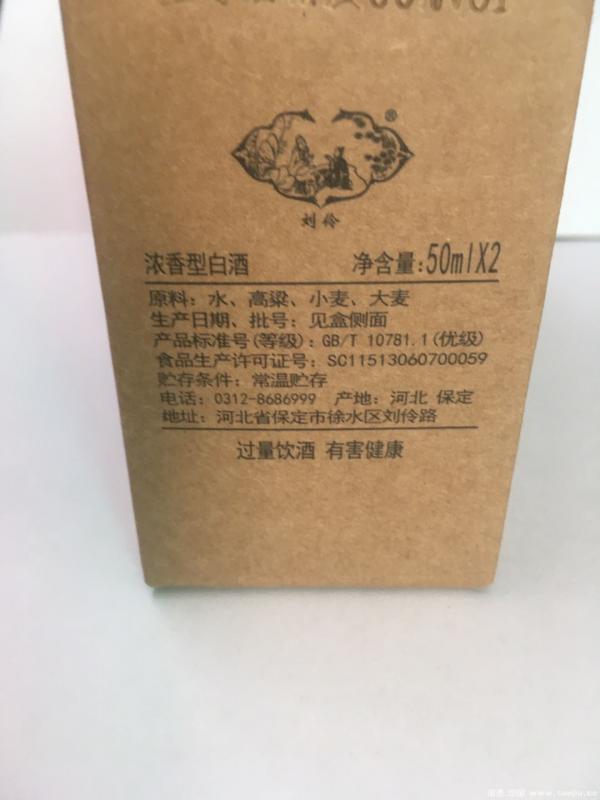 ®
刘伶
浓香型白酒 净含量:50mlX2
原料：水、高粱、小麦、大麦
生产日期、批号：见盒侧面
产品标准号(等级)：GB/T 10781.1(优级)
食品生产许可证号：SC11513060700059
贮存条件：常温贮存
电话：0312-8686999 产地：河北 保定
地址：河北省保定市徐水区刘伶路
过量饮酒 有害健康